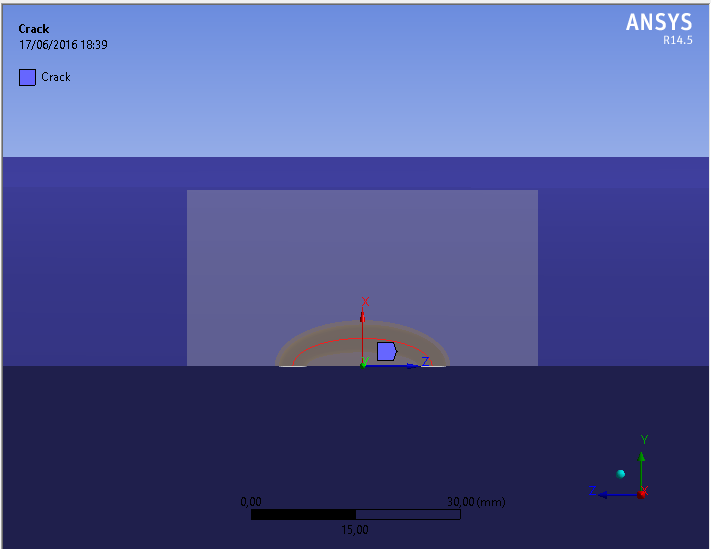 Crack
17/06/2016 18:39
Crack
ANSYS
R14.5
X
Y
Z
Y
Z
X
0,00
30,00 (mm)
15,00